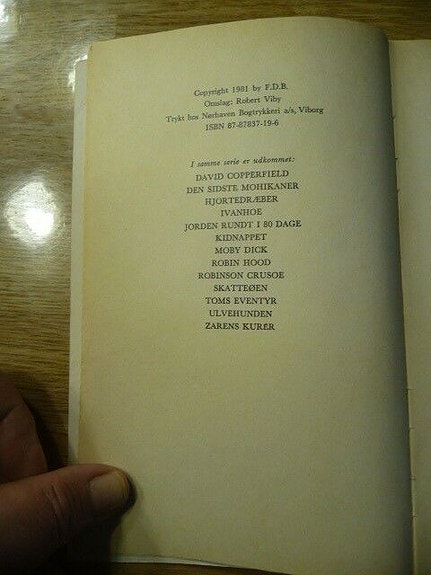 Copyright 1981 by F.D.B.
Omslag: Robert Viby
Trykt hos Nørhaven Bogtrykkeri a/s, Viborg
ISBN 87-87837-19-6
I samme serie er udkommet:
DAVID COPPERFIELD
DEN SIDSTE MOHIKANER
HJORTEDRÆBER
IVANHOE
JORDEN RUNDT I 80 DAGE
KIDNAPPET
MOBY DICK
ROBIN HOOD
ROBINSON CRUSOE
SKATTEØEN
TOMS EVENTYR
ULVEHUNDEN
ZARENS KURER